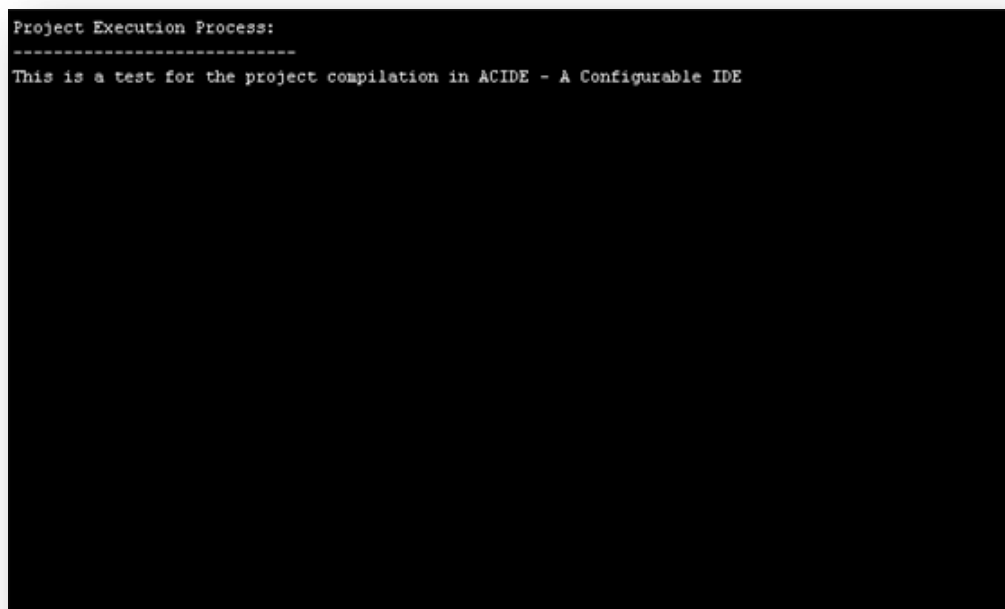 Project Execution Process:
----------------------------
This is a test for the project compilation in ACIDE - A Configurable IDE